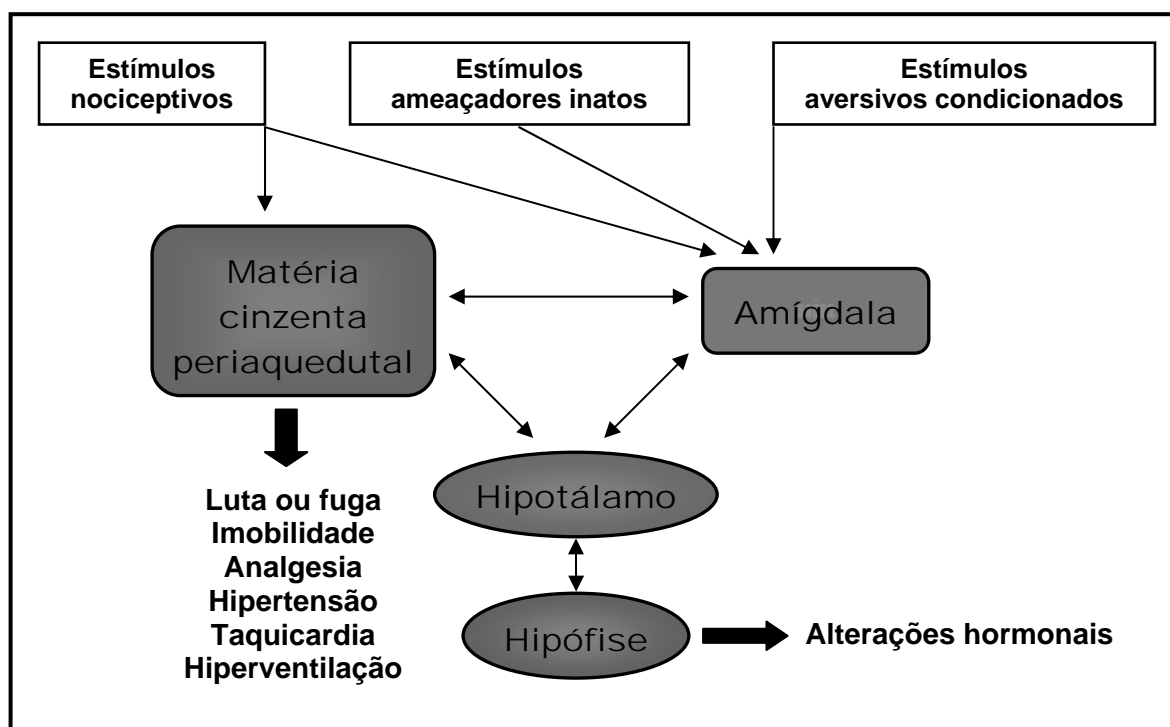 Estímulos
nociceptivos
Estímulos
ameaçadores inatos
Estímulos
aversivos condicionados
Matéria
cinzenta
periaquedutal
Amígdala
Hipotálamo
Luta ou fuga
Imobilidade
Analgesia
Hipertensão
Taquicardia
Hiperventilação
Hipófise
Alterações hormonais